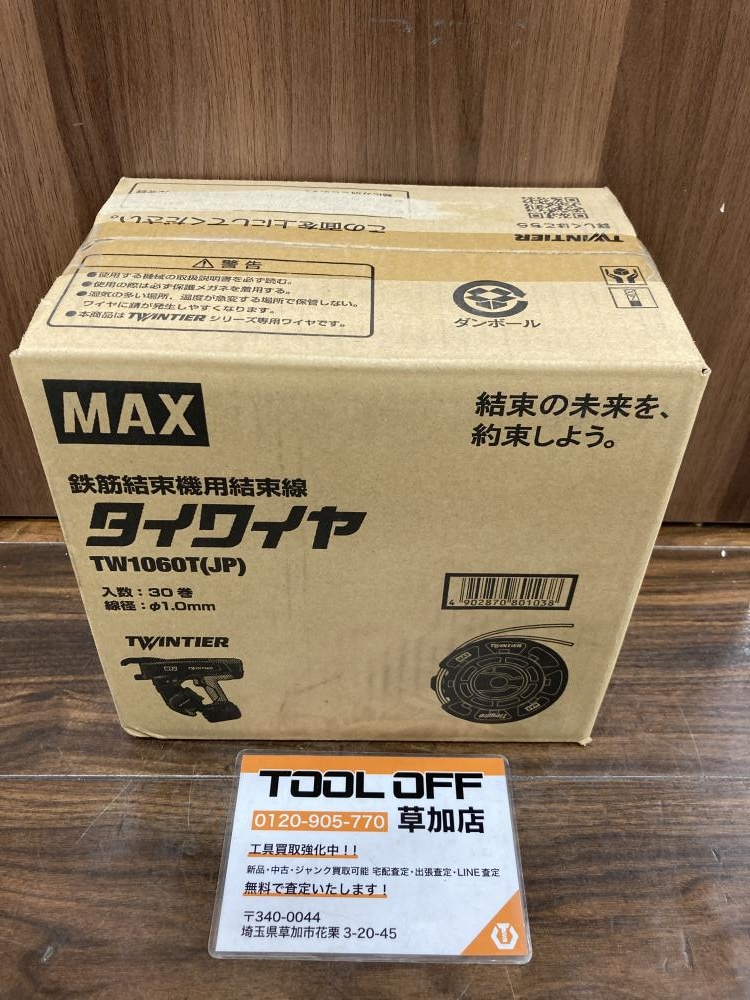 この面を上にしてください。
詳しくはこちら
TWINTIER
警告
●使用する機械の取扱説明書を必ず読む。
●使用の際は必ず保護メガネを着用する。
●湿気の多い場所、温度が急変する場所で保管しない。
ワイヤに錆が発生しやすくなります。
●本商品はTWINTIERシリーズ専用ワイヤです。
ダンボール
MAX
結束の未来を、
約束しよう。
鉄筋結束機用結束線
タイワイヤ
TW1060T(JP)
入数：30巻
線径：φ1.0mm
4 902870 801038
TWINTIER
TWINTIER
TOOL OFF
0120-905-770 草加店
工具買取強化中！！
新品・中古・ジャンク買取可能 宅配査定・出張査定・LINE査定
無料で査定いたします！
〒340-0044
埼玉県草加市花栗 3-20-45